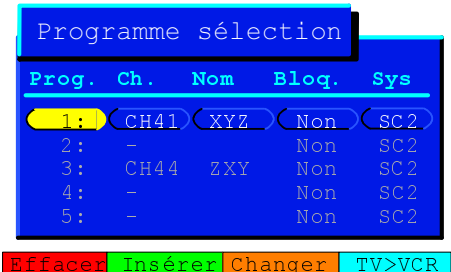 Programme sélection
Prog. Ch. Nom Bloq. Sys
1: CH41 XYZ Non SC2
2: - Non SC2
3: CH44 ZXY Non SC2
4: - Non SC2
5: - Non SC2
Effacer Insérer Changer TV>VCR